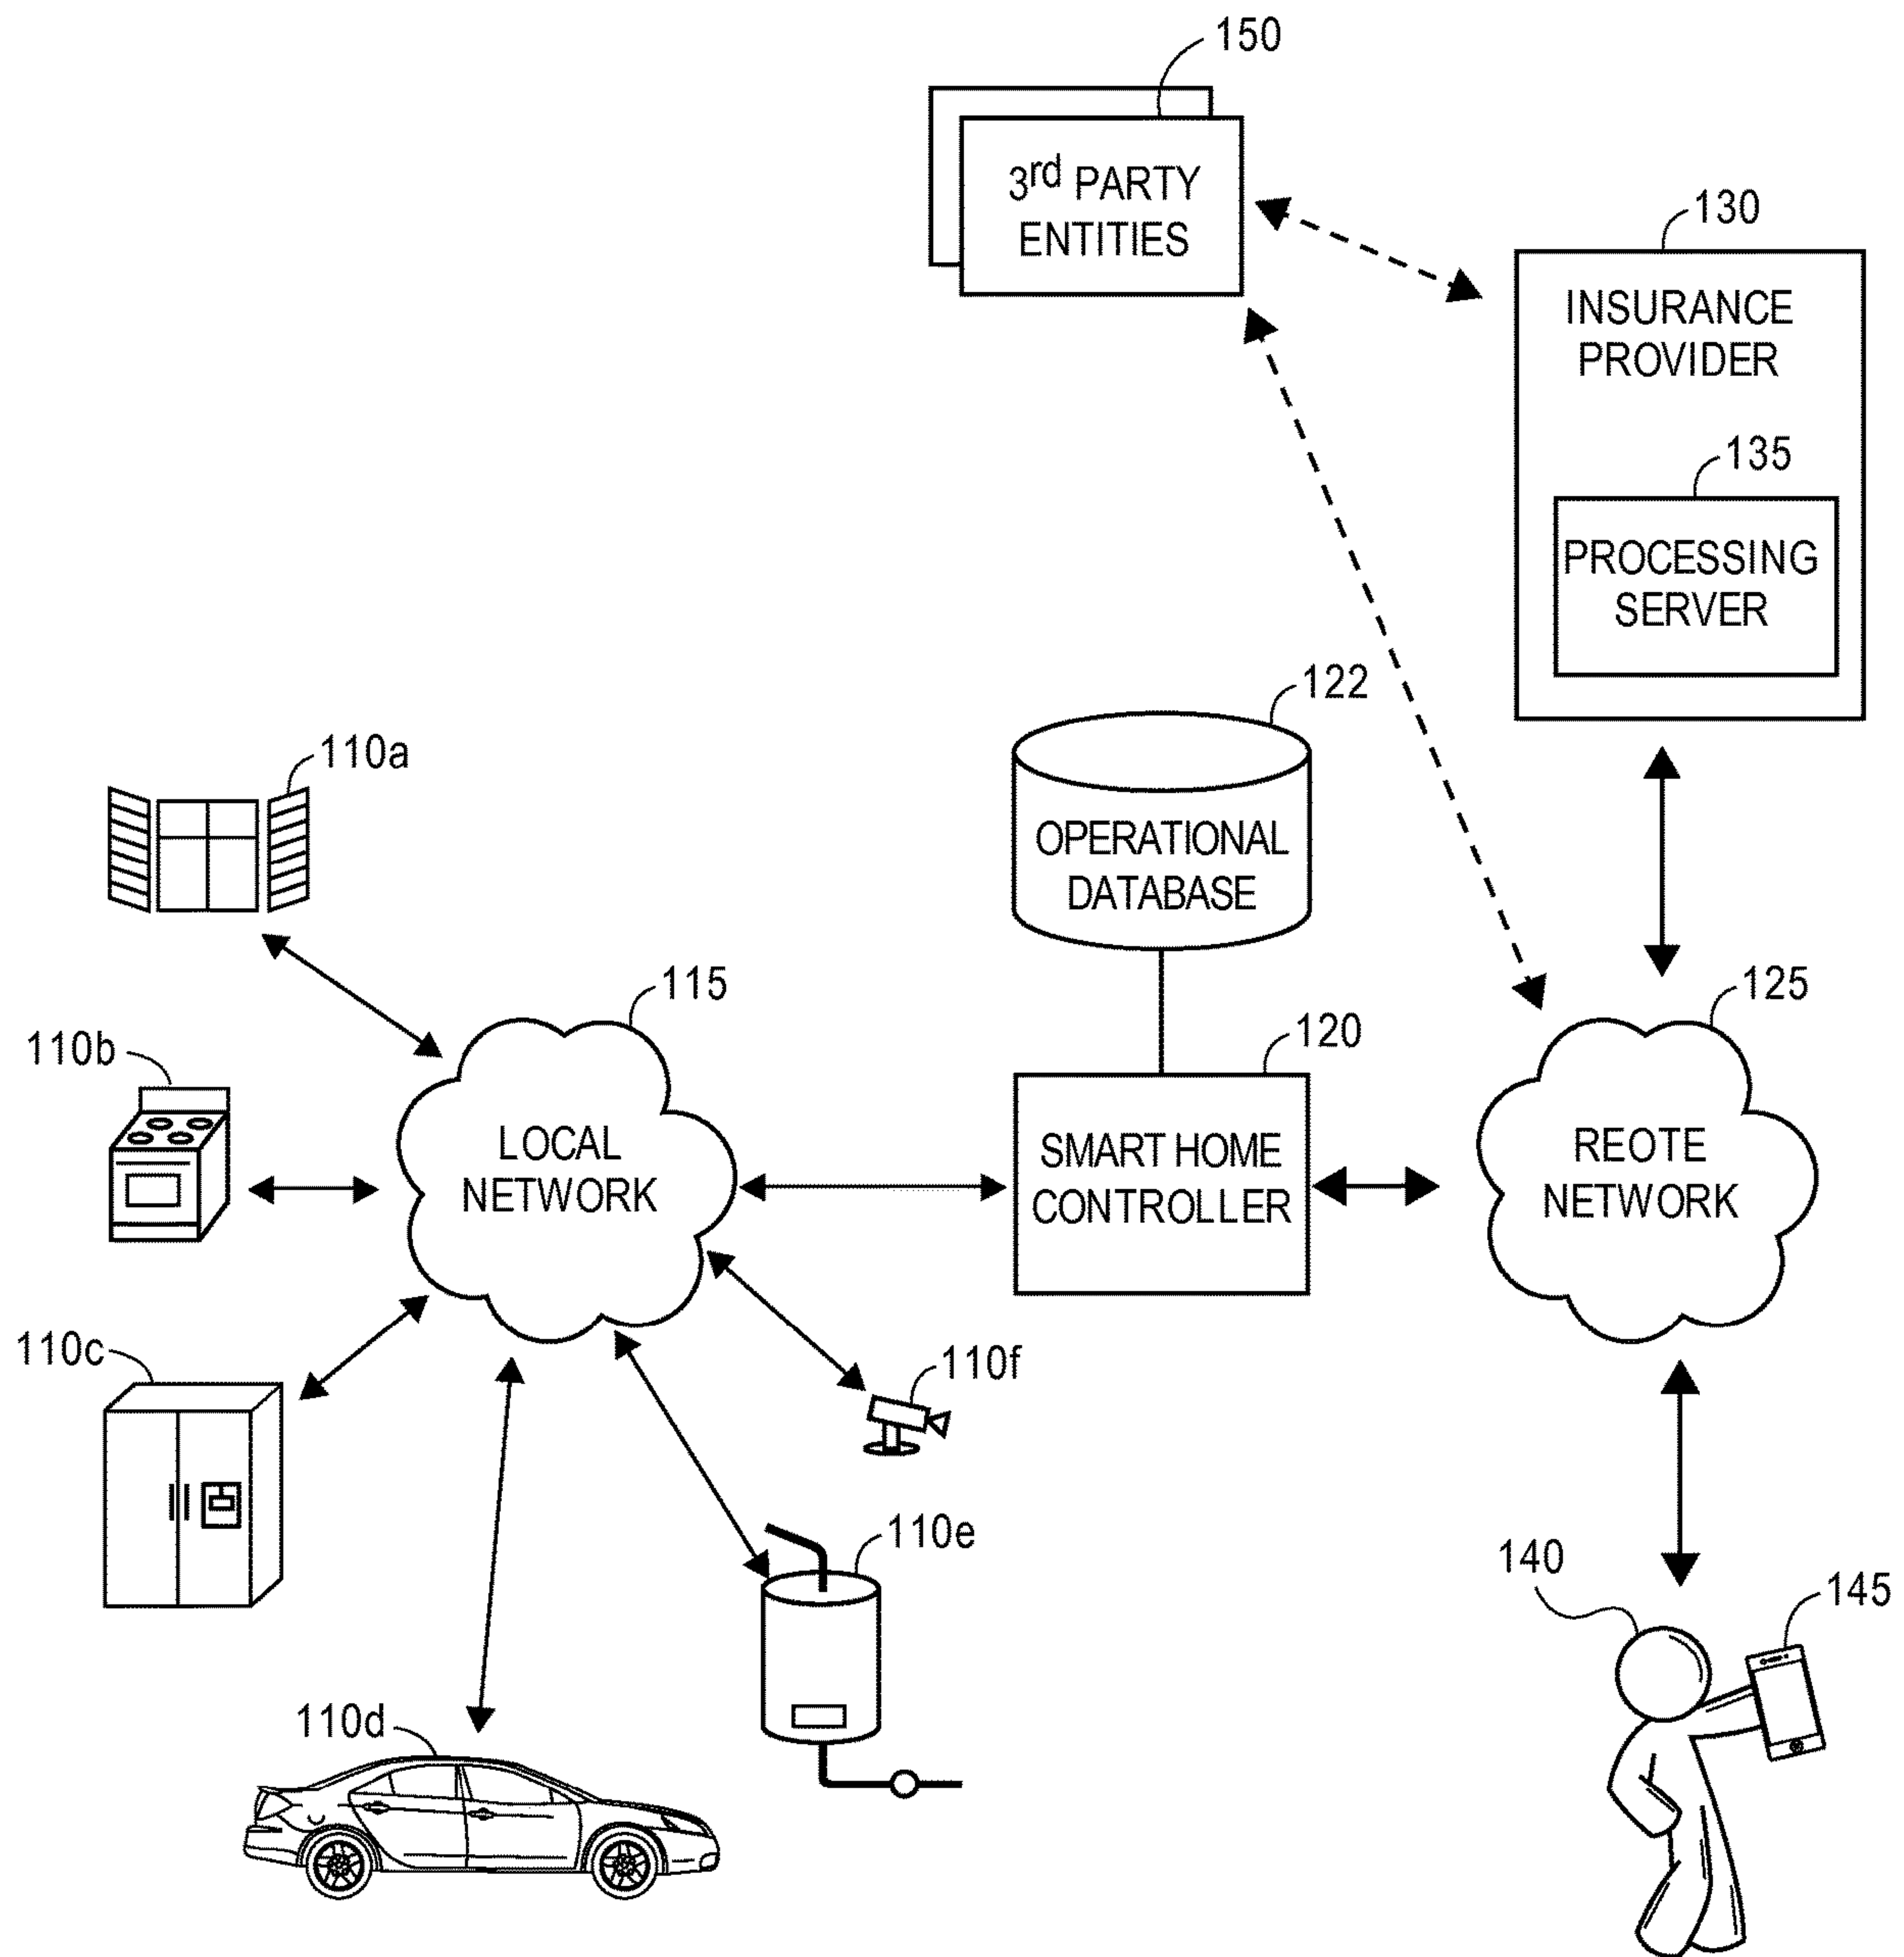 150
3rd PARTY
ENTITIES
130
INSURANCE
PROVIDER
135
PROCESSING
SERVER
122
OPERATIONAL
DATABASE
110a
115
125
110b
120
LOCAL
NETWORK
SMART HOME
CONTROLLER
REOTE
NETWORK
110c
110f
110e
140
145
110d